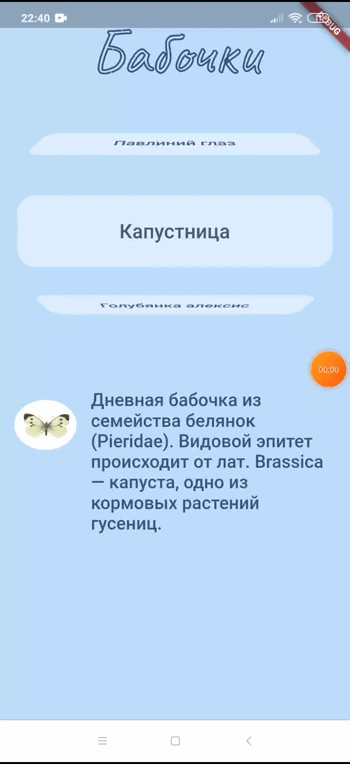 22:40
Бабочки
Павлиний глаз
Капустница
Голубянка алексис
00:00
Дневная бабочка из
семейства белянок
(Pieridae). Видовой эпитет
происходит от лат. Brassica
— капуста, одно из
кормовых растений
гусениц.